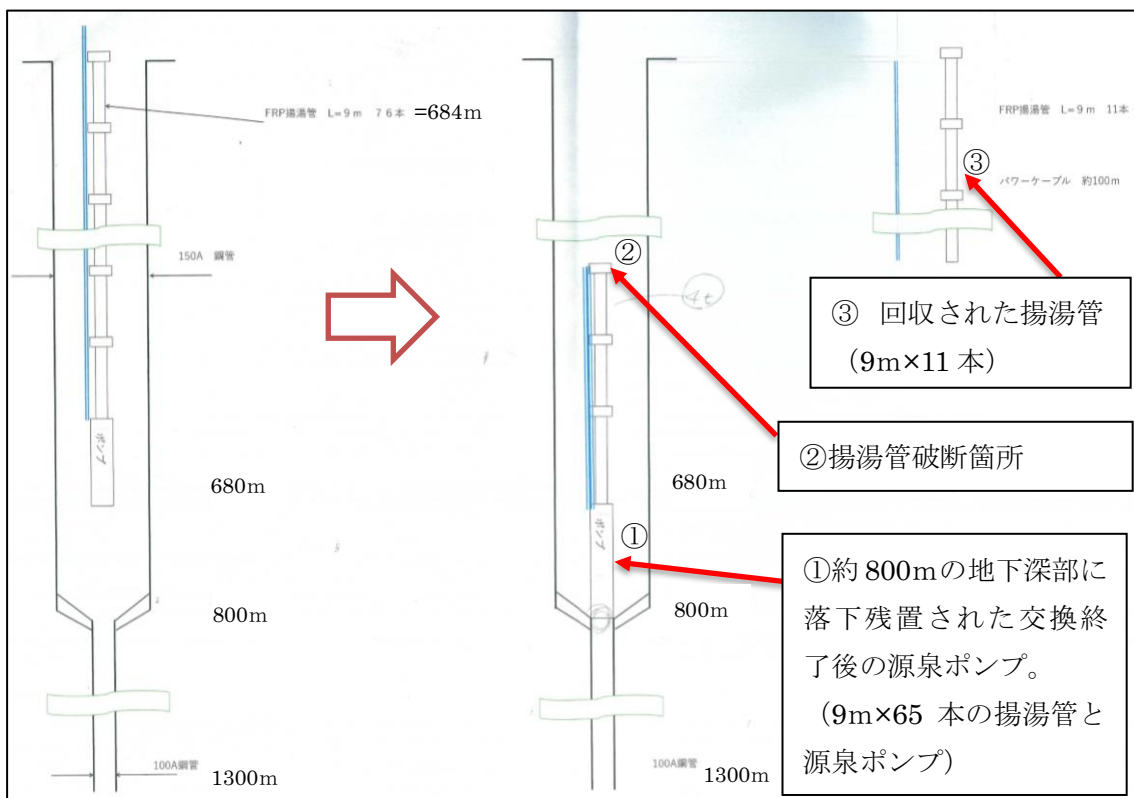 FRP揚湯管 L=9m 76本 =684m
150A 鋼管
ポンプ
680m
800m
100A鋼管
1300m
②
4t
ポンプ
①
680m
800m
100A鋼管
1300m
FRP揚湯管 L=9m 11本
③
パワーケーブル 約100m
③ 回収された揚湯管
（9m×11本）
②揚湯管破断箇所
①約800mの地下深部に
落下残置された交換終
了後の源泉ポンプ。
（9m×65 本の揚湯管と
源泉ポンプ）